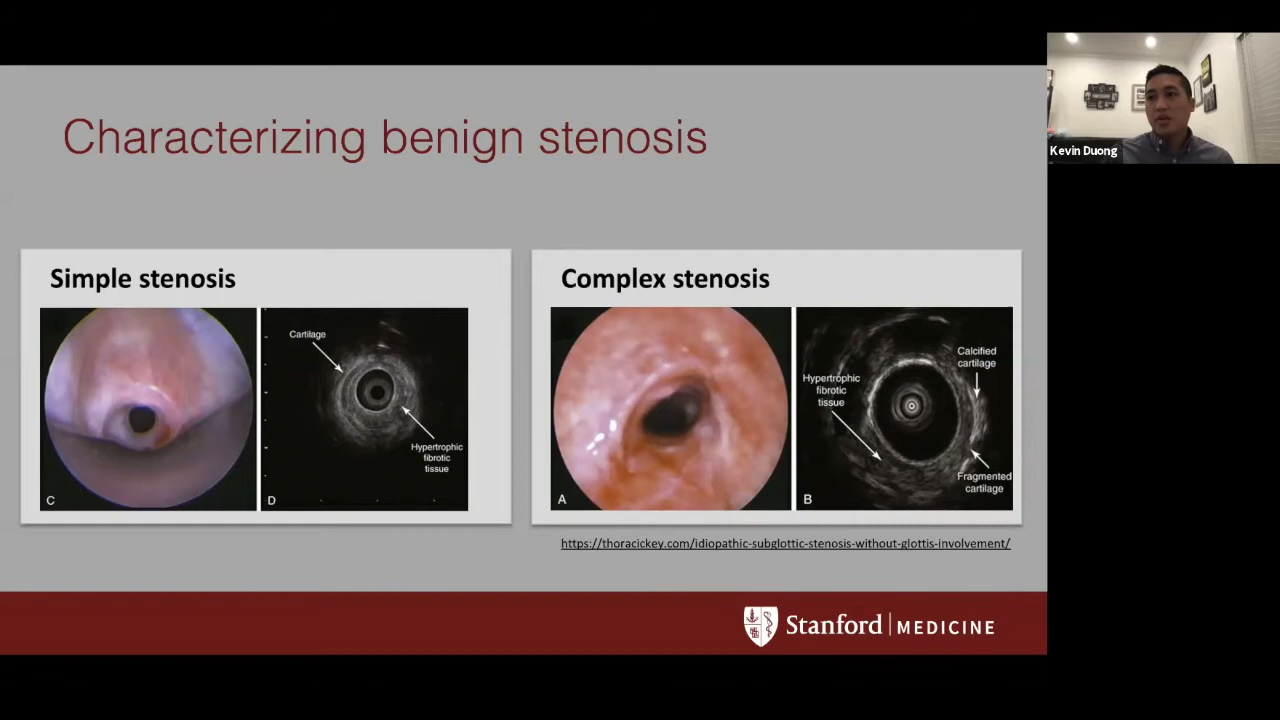 Characterizing benign stenosis
Kevin Duong
Simple stenosis
Cartilage
Hypertrophic
fibrotic
tissue
C
D
Complex stenosis
Calcified
cartilage
Hypertrophic
fibrotic
tissue
Fragmented
cartilage
A
B
https://thoracickey.com/idiopathic-subglottic-stenosis-without-glottis-involvement/
Stanford MEDICINE